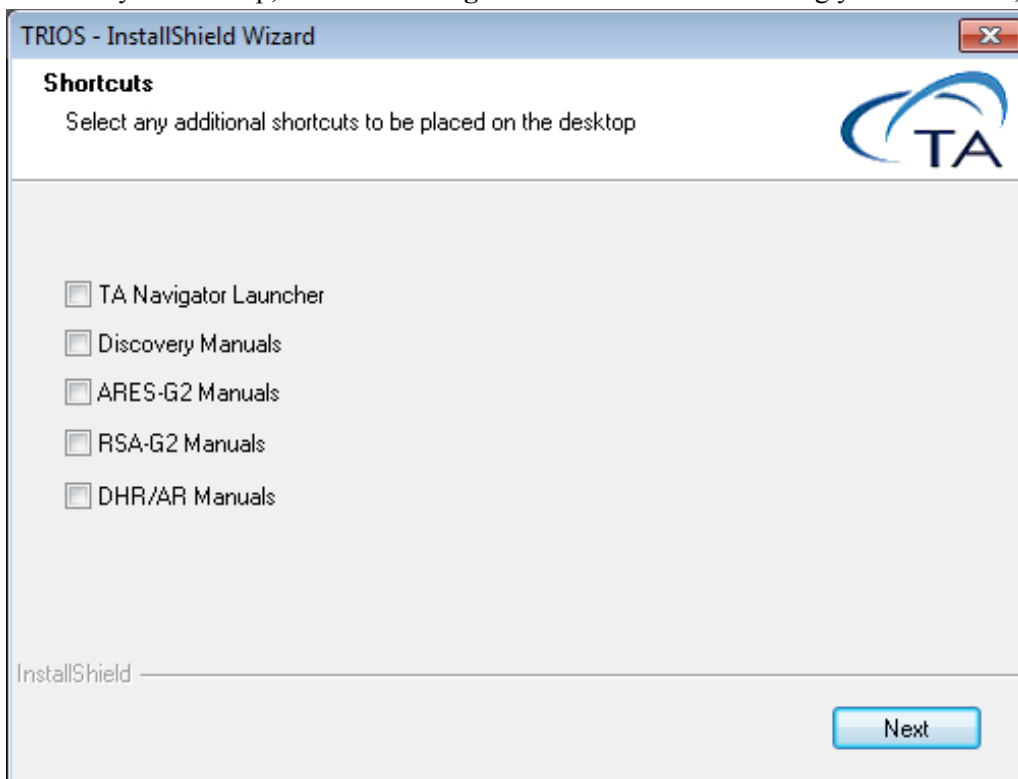 TRIOS - InstallShield Wizard
Shortcuts
Select any additional shortcuts to be placed on the desktop
TA
TA Navigator Launcher
Discovery Manuals
ARES-G2 Manuals
RSA-G2 Manuals
DHR/AR Manuals
InstallShield
Next